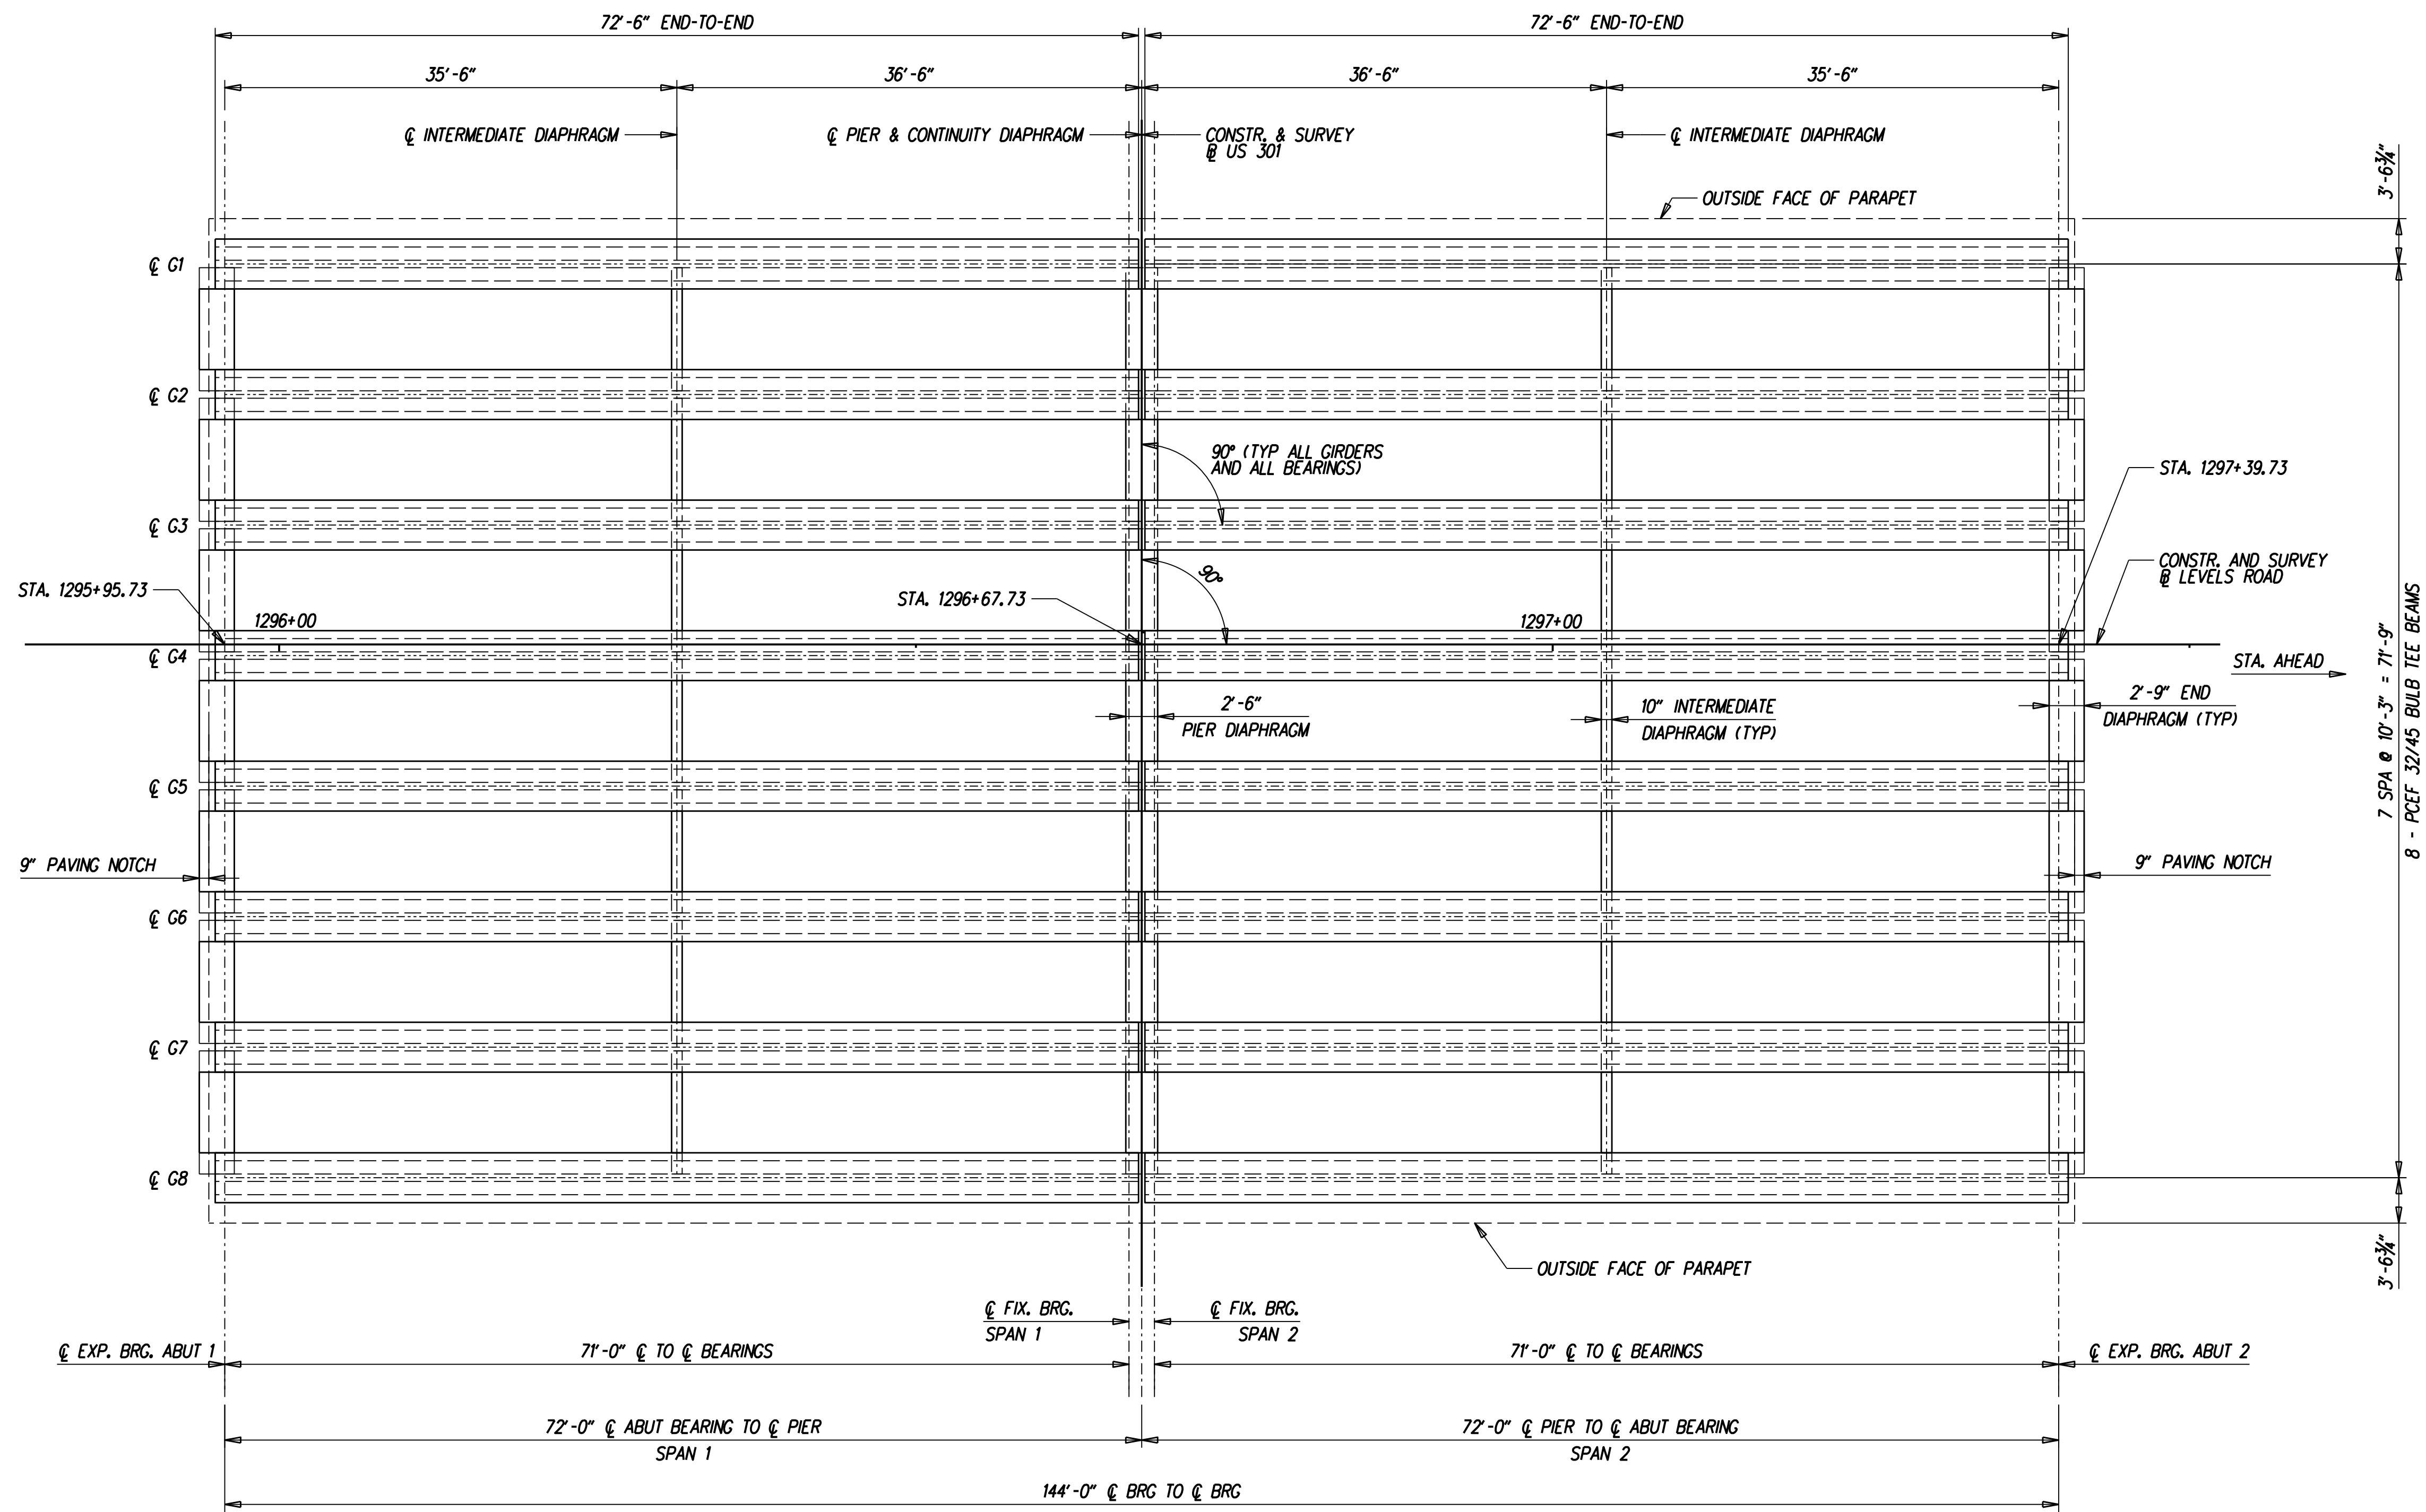 72'-6" END-TO-END
72'-6" END-TO-END
35'-6"
36'-6"
36'-6"
35'-6"
℄ INTERMEDIATE DIAPHRAGM
℄ PIER & CONTINUITY DIAPHRAGM
CONSTR. & SURVEY
B̲L US 301
℄ INTERMEDIATE DIAPHRAGM
3'-6¾"
OUTSIDE FACE OF PARAPET
℄ G1
℄ G2
90° (TYP ALL GIRDERS
AND ALL BEARINGS)
STA. 1297+39.73
℄ G3
CONSTR. AND SURVEY
B̲L LEVELS ROAD
90°
STA. 1295+95.73
STA. 1296+67.73
1296+00
1297+00
℄ G4
STA. AHEAD
2'-6"
PIER DIAPHRAGM
10" INTERMEDIATE
DIAPHRAGM (TYP)
2'-9" END
DIAPHRAGM (TYP)
7 SPA @ 10'-3" = 71'-9"
8 - PCEF 32/45 BULB TEE BEAMS
℄ G5
9" PAVING NOTCH
9" PAVING NOTCH
℄ G6
℄ G7
℄ G8
3'-6¾"
OUTSIDE FACE OF PARAPET
℄ FIX. BRG.
SPAN 1
℄ FIX. BRG.
SPAN 2
℄ EXP. BRG. ABUT 1
71'-0" ℄ TO ℄ BEARINGS
71'-0" ℄ TO ℄ BEARINGS
℄ EXP. BRG. ABUT 2
72'-0" ℄ ABUT BEARING TO ℄ PIER
SPAN 1
72'-0" ℄ PIER TO ℄ ABUT BEARING
SPAN 2
144'-0" ℄ BRG TO ℄ BRG